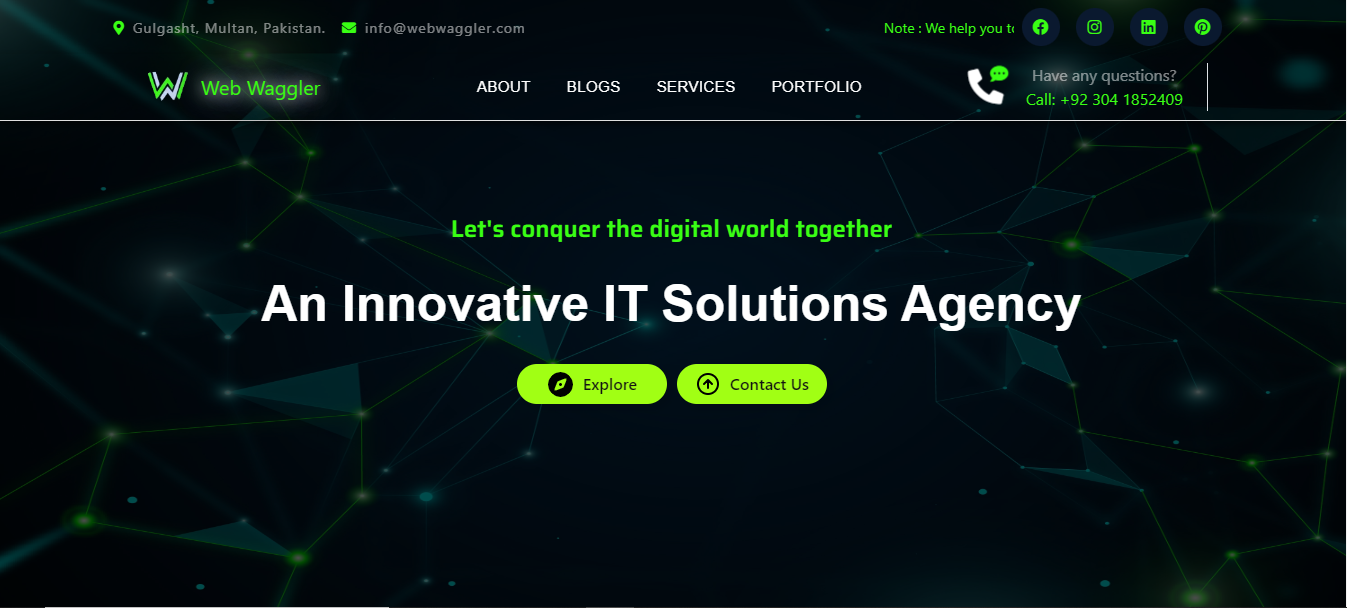 Gulgasht, Multan, Pakistan. info@webwaggler.com Note : We help you to
Web Waggler ABOUT BLOGS SERVICES PORTFOLIO Have any questions?
Call: +92 304 1852409
Let's conquer the digital world together
An Innovative IT Solutions Agency
Explore Contact Us